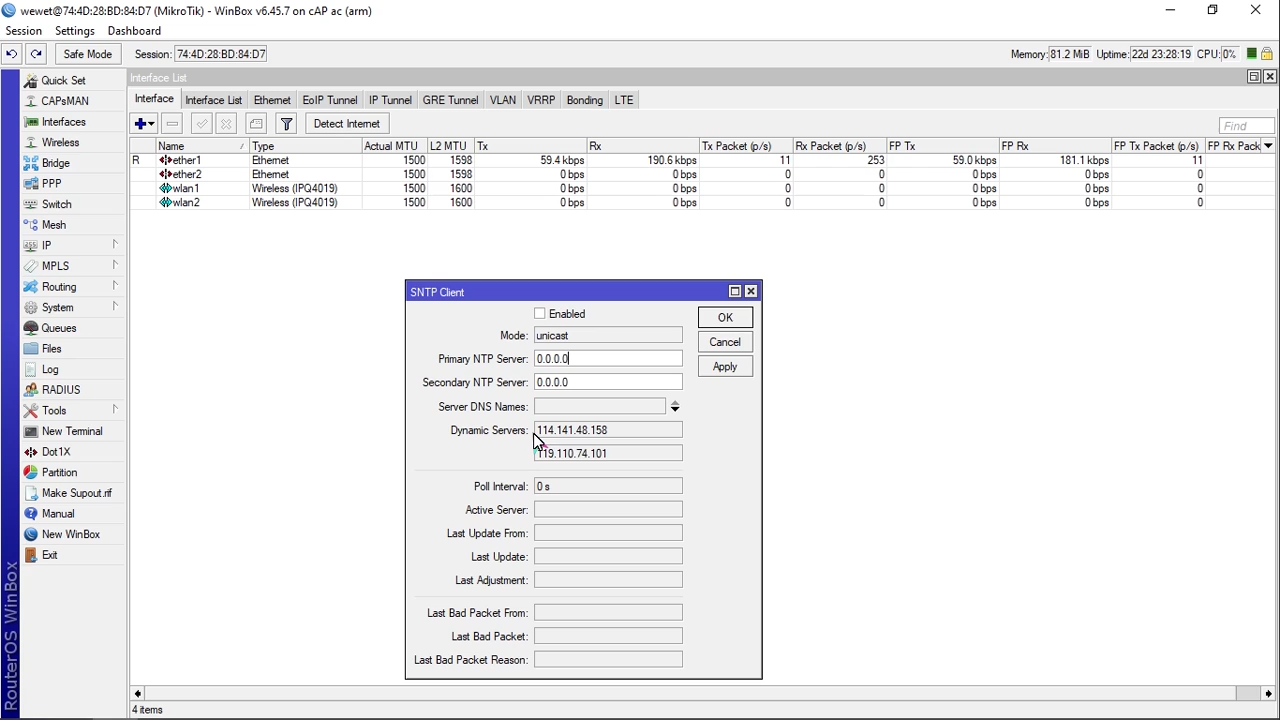 wewet@74:4D:28:BD:84:D7 (MikroTik) - WinBox v6.45.7 on cAP ac (arm)
Session Settings Dashboard
Safe Mode Session: 74:4D:28:BD:84:D7 Memory: 81.2 MiB Uptime: 22d 23:28:19 CPU: 0%
Quick Set
CAPsMAN
Interfaces
Wireless
Bridge
PPP
Switch
Mesh
IP
MPLS
Routing
System
Queues
Files
Log
RADIUS
Tools
New Terminal
Dot1X
Partition
Make Supout.rif
Manual
New WinBox
Exit
RouterOS WinBox
Interface List
Interface Interface List Ethernet EoIP Tunnel IP Tunnel GRE Tunnel VLAN VRRP Bonding LTE
Detect Internet Find
Name Type Actual MTU L2 MTU Tx Rx Tx Packet (p/s) Rx Packet (p/s) FP Tx FP Rx FP Tx Packet (p/s) FP Rx Pack
R ether1 Ethernet 1500 1598 59.4 kbps 190.6 kbps 11 253 59.0 kbps 181.1 kbps 11
ether2 Ethernet 1500 1598 0 bps 0 bps 0 0 0 bps 0 bps 0
wlan1 Wireless (IPQ4019) 1500 1600 0 bps 0 bps 0 0 0 bps 0 bps 0
wlan2 Wireless (IPQ4019) 1500 1600 0 bps 0 bps 0 0 0 bps 0 bps 0
SNTP Client
Enabled
Mode: unicast
Primary NTP Server: 0.0.0.0
Secondary NTP Server: 0.0.0.0
Server DNS Names:
Dynamic Servers: 114.141.48.158
119.110.74.101
Poll Interval: 0 s
Active Server:
Last Update From:
Last Update:
Last Adjustment:
Last Bad Packet From:
Last Bad Packet:
Last Bad Packet Reason:
OK
Cancel
Apply
4 items